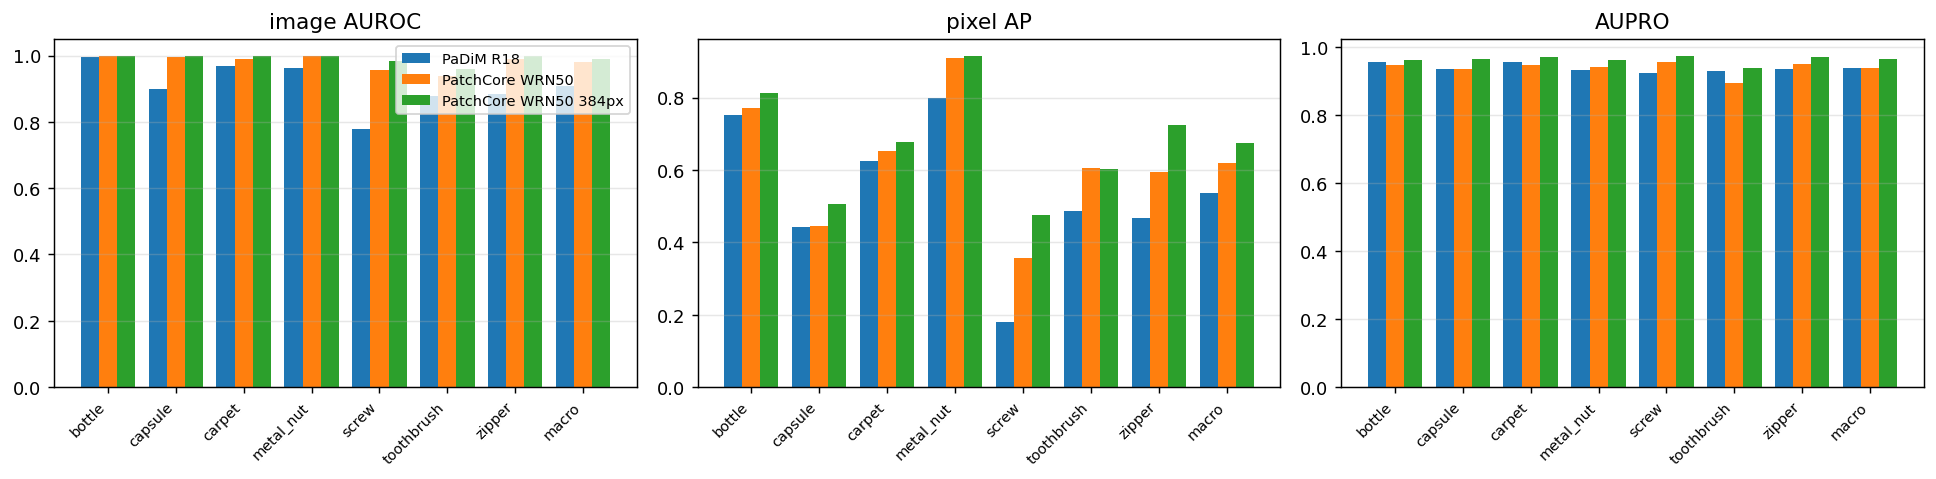 image AUROC
1.0
0.8
0.6
0.4
0.2
0.0
PaDiM R18
PatchCore WRN50
PatchCore WRN50 384px
bottle
capsule
carpet
metal_nut
screw
toothbrush
zipper
macro
pixel AP
0.8
0.6
0.4
0.2
0.0
bottle
capsule
carpet
metal_nut
screw
toothbrush
zipper
macro
AUPRO
1.0
0.8
0.6
0.4
0.2
0.0
bottle
capsule
carpet
metal_nut
screw
toothbrush
zipper
macro